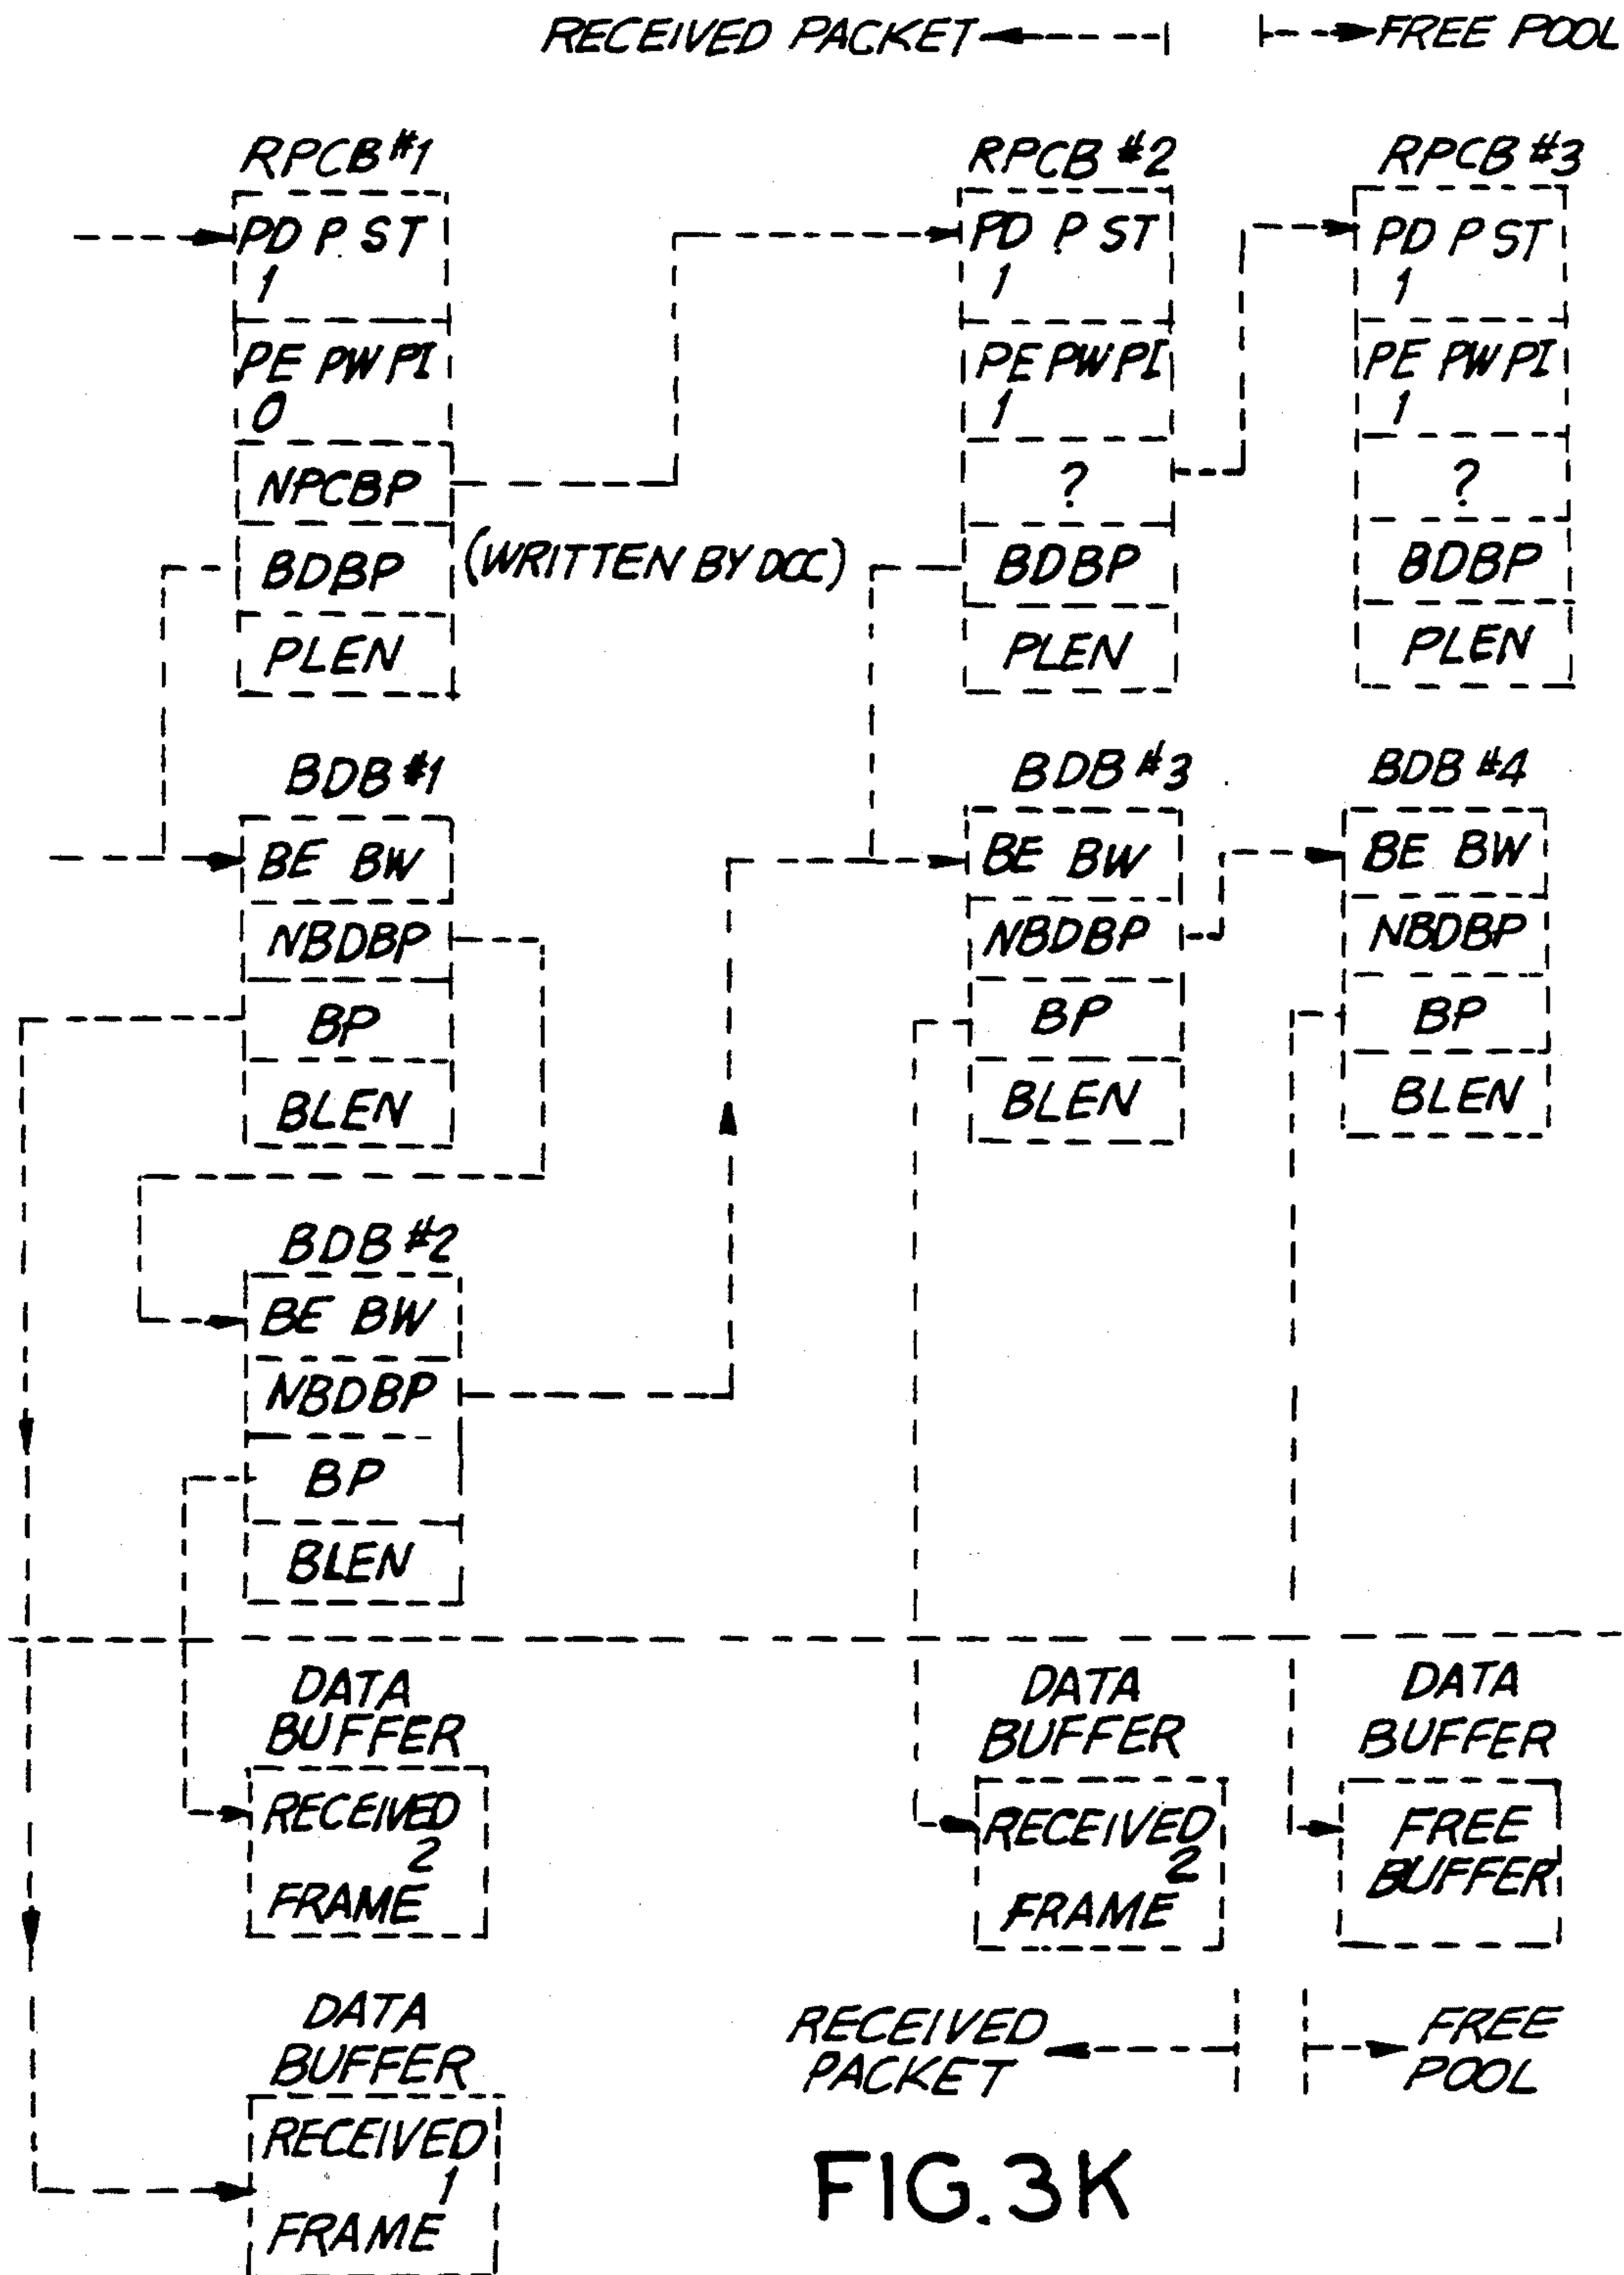 RECEIVED PACKET
FREE POOL
RPCB #1
PD P ST
1
PE PW PI
0
NPCBP
BDBP
(WRITTEN BY DCC)
PLEN
RPCB #2
PD P ST
1
PE PW PI
1
?
BDBP
PLEN
RPCB #3
PD P ST
1
PE PW PI
1
?
BDBP
PLEN
BDB #1
BE BW
NBDBP
BP
BLEN
BDB #3
BE BW
NBDBP
BP
BLEN
BDB #4
BE BW
NBDBP
BP
BLEN
BDB #2
BE BW
NBDBP
BP
BLEN
DATA
BUFFER
RECEIVED
2
FRAME
DATA
BUFFER
RECEIVED
2
FRAME
DATA
BUFFER
FREE
BUFFER
DATA
BUFFER
RECEIVED
1
FRAME
RECEIVED
PACKET
FREE
POOL
FIG. 3K